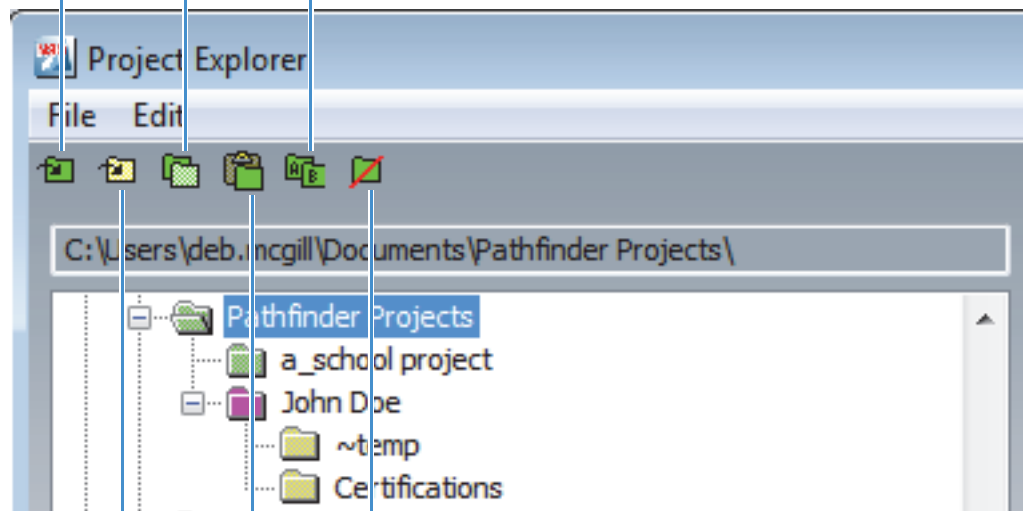 Project Explorer
File Edit
A B
C:\Users\deb.mcgill\Documents\Pathfinder Projects\
Pathfinder Projects
a_school project
John Doe
~temp
Certifications